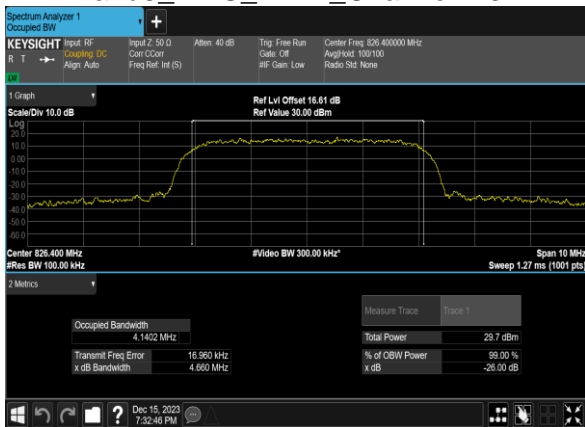 Spectrum Analyzer 1
Occupied BW
+
KEYSIGHT
R T
Input: RF
Coupling: DC
Align: Auto
Input Z: 50 Ω
Corr CCorr
Freq Ref: Int (S)
Atten: 40 dB
Trig: Free Run
Gate: Off
#IF Gain: Low
Center Freq: 826.400000 MHz
Avg|Hold: 100/100
Radio Std: None
1 Graph
Scale/Div 10.0 dB
Ref Lvl Offset 16.61 dB
Ref Value 30.00 dBm
Log
20.0
10.0
0.00
-10.0
-20.0
-30.0
-40.0
-50.0
-60.0
Center 826.400 MHz
#Res BW 100.00 kHz
#Video BW 300.00 kHz*
Span 10 MHz
Sweep 1.27 ms (1001 pts)
2 Metrics
Measure Trace Trace 1
Occupied Bandwidth
4.1402 MHz
Total Power 29.7 dBm
Transmit Freq Error 16.960 kHz
% of OBW Power 99.00 %
x dB Bandwidth 4.660 MHz
x dB -26.00 dB
?
Dec 15, 2023
7:32:46 PM